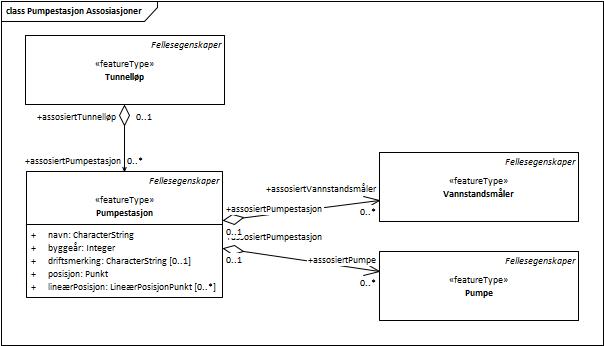 class Pumpestasjon Assosiasjoner
Fellesegenskaper
«featureType»
Tunnelløp
+assosiertTunnelløp 0..1
+assosiertPumpestasjon 0..*
Fellesegenskaper
«featureType»
Pumpestasjon
+ navn: CharacterString
+ byggeår: Integer
+ driftsmerking: CharacterString [0..1]
+ posisjon: Punkt
+ lineærPosisjon: LineærPosisjonPunkt [0..*]
+assosiertVannstandsmåler
0..*
+assosiertPumpestasjon
0..1
+assosiertPumpestasjon
0..1
+assosiertPumpe
0..*
Fellesegenskaper
«featureType»
Vannstandsmåler
Fellesegenskaper
«featureType»
Pumpe